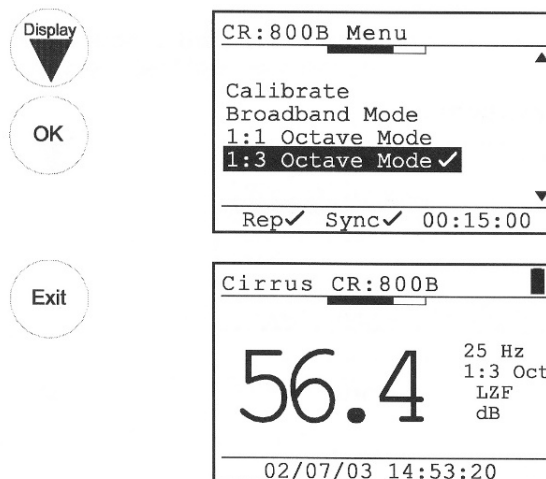 Display
OK
CR:800B Menu
Calibrate
Broadband Mode
1:1 Octave Mode
1:3 Octave Mode ✓
Rep✓ Sync✓ 00:15:00
Exit
Cirrus CR:800B
56.4
25 Hz
1:3 Oct
LZF
dB
02/07/03 14:53:20